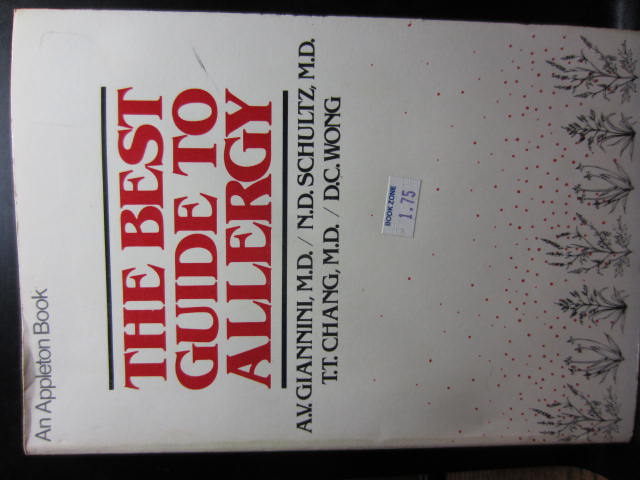 An Appleton Book
THE BEST
GUIDE TO
ALLERGY
A.V. GIANNINI, M.D. / N.D. SCHULTZ, M.D.
T.T. CHANG, M.D. / D.C. WONG
BOOK ZONE
1.75